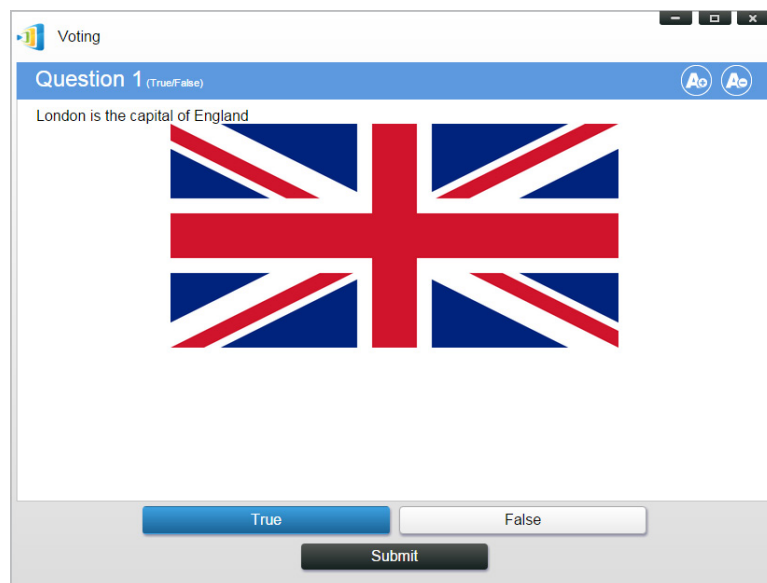 Voting
Question 1 (True/False)
A+ A-
London is the capital of England
True False
Submit